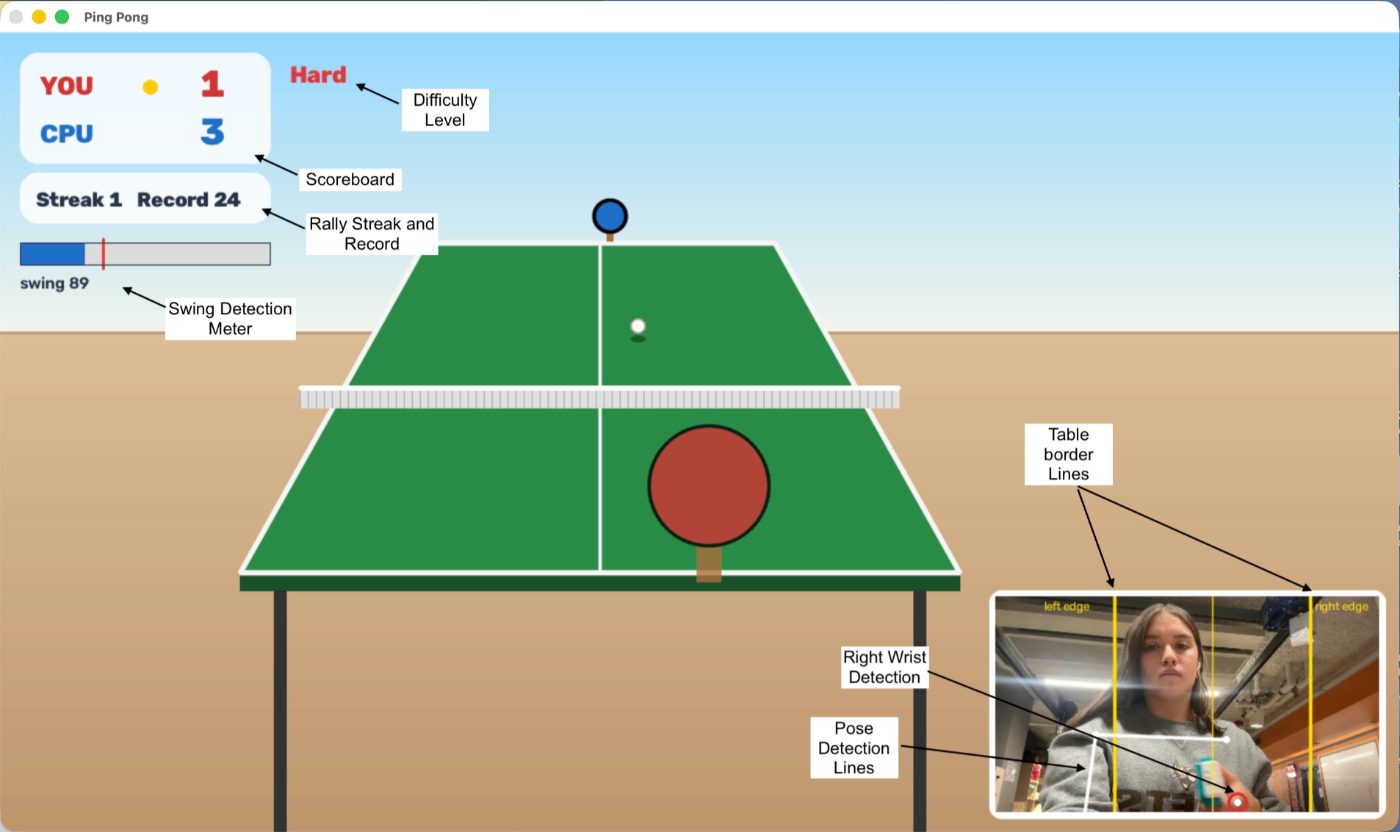 Ping Pong
YOU 1
CPU 3
Hard
Difficulty
Level
Scoreboard
Streak 1 Record 24
Rally Streak and
Record
swing 89
Swing Detection
Meter
Table
border
Lines
left edge
right edge
Right Wrist
Detection
Pose
Detection
Lines